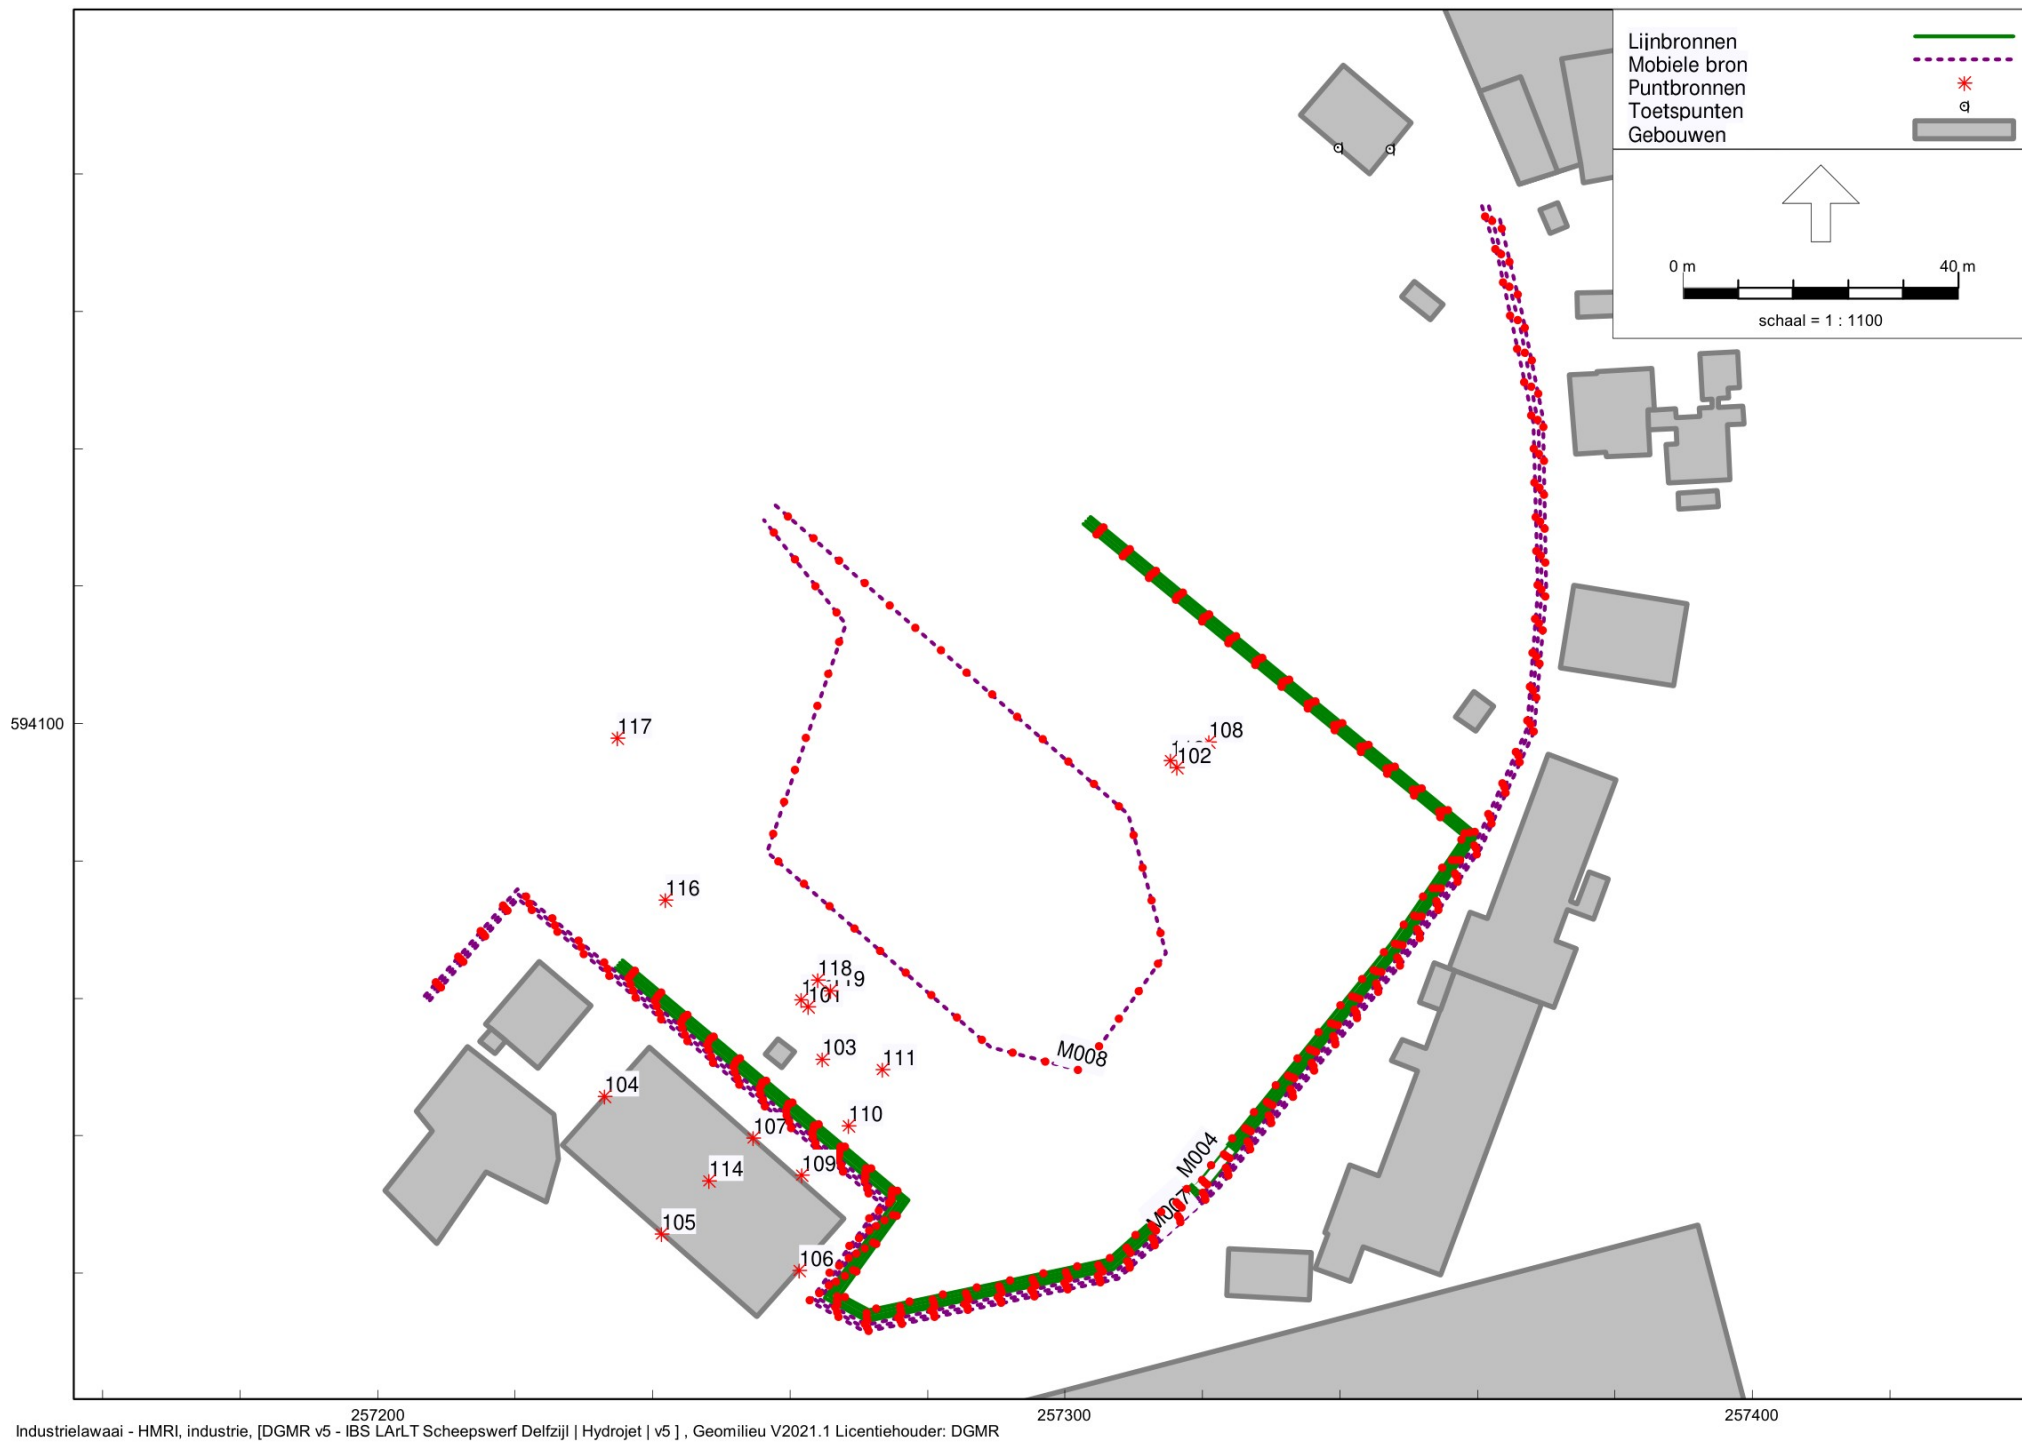 Lijnbronnen
Mobiele bron
Puntbronnen
Toetspunten
Gebouwen
0 m 40 m
schaal = 1 : 1100
594100
117
108
102
116
118
101
103
111
104
110
107
109
114
105
106
M008
M004
M007
257200 257300 257400
Industrielawaai - HMRI, industrie, [DGMR v5 - IBS LArLT Scheepswerf Delfzijl | Hydrojet | v5 ] , Geomilieu V2021.1 Licentiehouder: DGMR